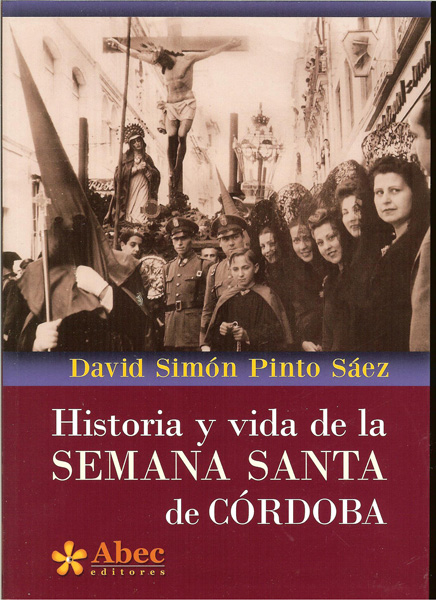 David Simón Pinto Sáez
Historia y vida de la
SEMANA SANTA
de CÓRDOBA
Abec
editores